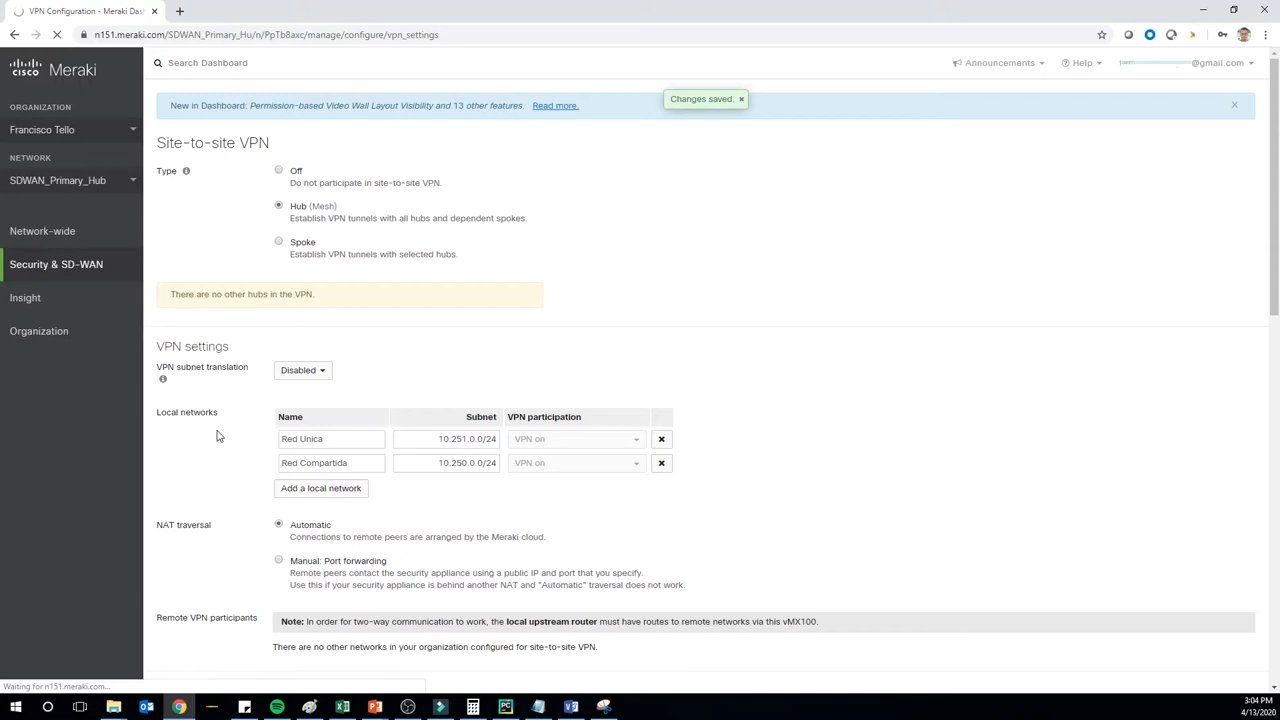 VPN Configuration - Meraki Das
n151.meraki.com/SDWAN_Primary_Hu/n/PpTb8axc/manage/configure/vpn_settings
cisco Meraki
Search Dashboard
Announcements
Help
@gmail.com
ORGANIZATION
Francisco Tello
NETWORK
SDWAN_Primary_Hub
Network-wide
Security & SD-WAN
Insight
Organization
New in Dashboard: Permission-based Video Wall Layout Visibility and 13 other features. Read more.
Changes saved. ×
Site-to-site VPN
Type
Off
Do not participate in site-to-site VPN.
Hub (Mesh)
Establish VPN tunnels with all hubs and dependent spokes.
Spoke
Establish VPN tunnels with selected hubs.
There are no other hubs in the VPN.
VPN settings
VPN subnet translation
Disabled
Local networks
Name Subnet VPN participation
Red Unica 10.251.0.0/24 VPN on
Red Compartida 10.250.0.0/24 VPN on
Add a local network
NAT traversal
Automatic
Connections to remote peers are arranged by the Meraki cloud.
Manual: Port forwarding
Remote peers contact the security appliance using a public IP and port that you specify.
Use this if your security appliance is behind another NAT and "Automatic" traversal does not work.
Remote VPN participants
Note: In order for two-way communication to work, the local upstream router must have routes to remote networks via this vMX100.
There are no other networks in your organization configured for site-to-site VPN.
Waiting for n151.meraki.com...
3:04 PM
4/13/2020